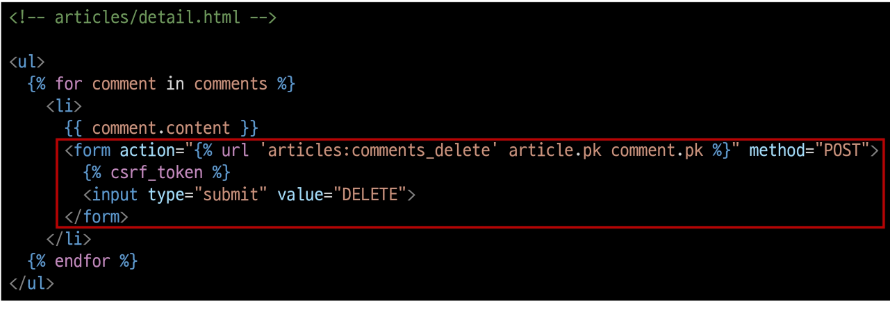 <!-- articles/detail.html -->
<ul>
{% for comment in comments %}
<li>
{{ comment.content }}
<form action="{% url 'articles:comments_delete' article.pk comment.pk %}" method="POST">
{% csrf_token %}
<input type="submit" value="DELETE">
</form>
</li>
{% endfor %}
</ul>